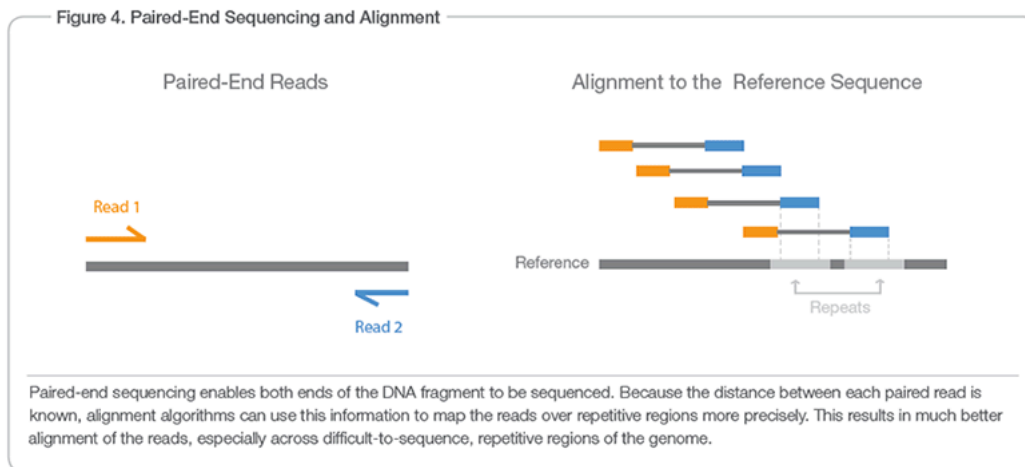 Figure 4. Paired-End Sequencing and Alignment
Paired-End Reads
Alignment to the Reference Sequence
Read 1
Read 2
Reference
Repeats
Paired-end sequencing enables both ends of the DNA fragment to be sequenced. Because the distance between each paired read is
known, alignment algorithms can use this information to map the reads over repetitive regions more precisely. This results in much better
alignment of the reads, especially across difficult-to-sequence, repetitive regions of the genome.